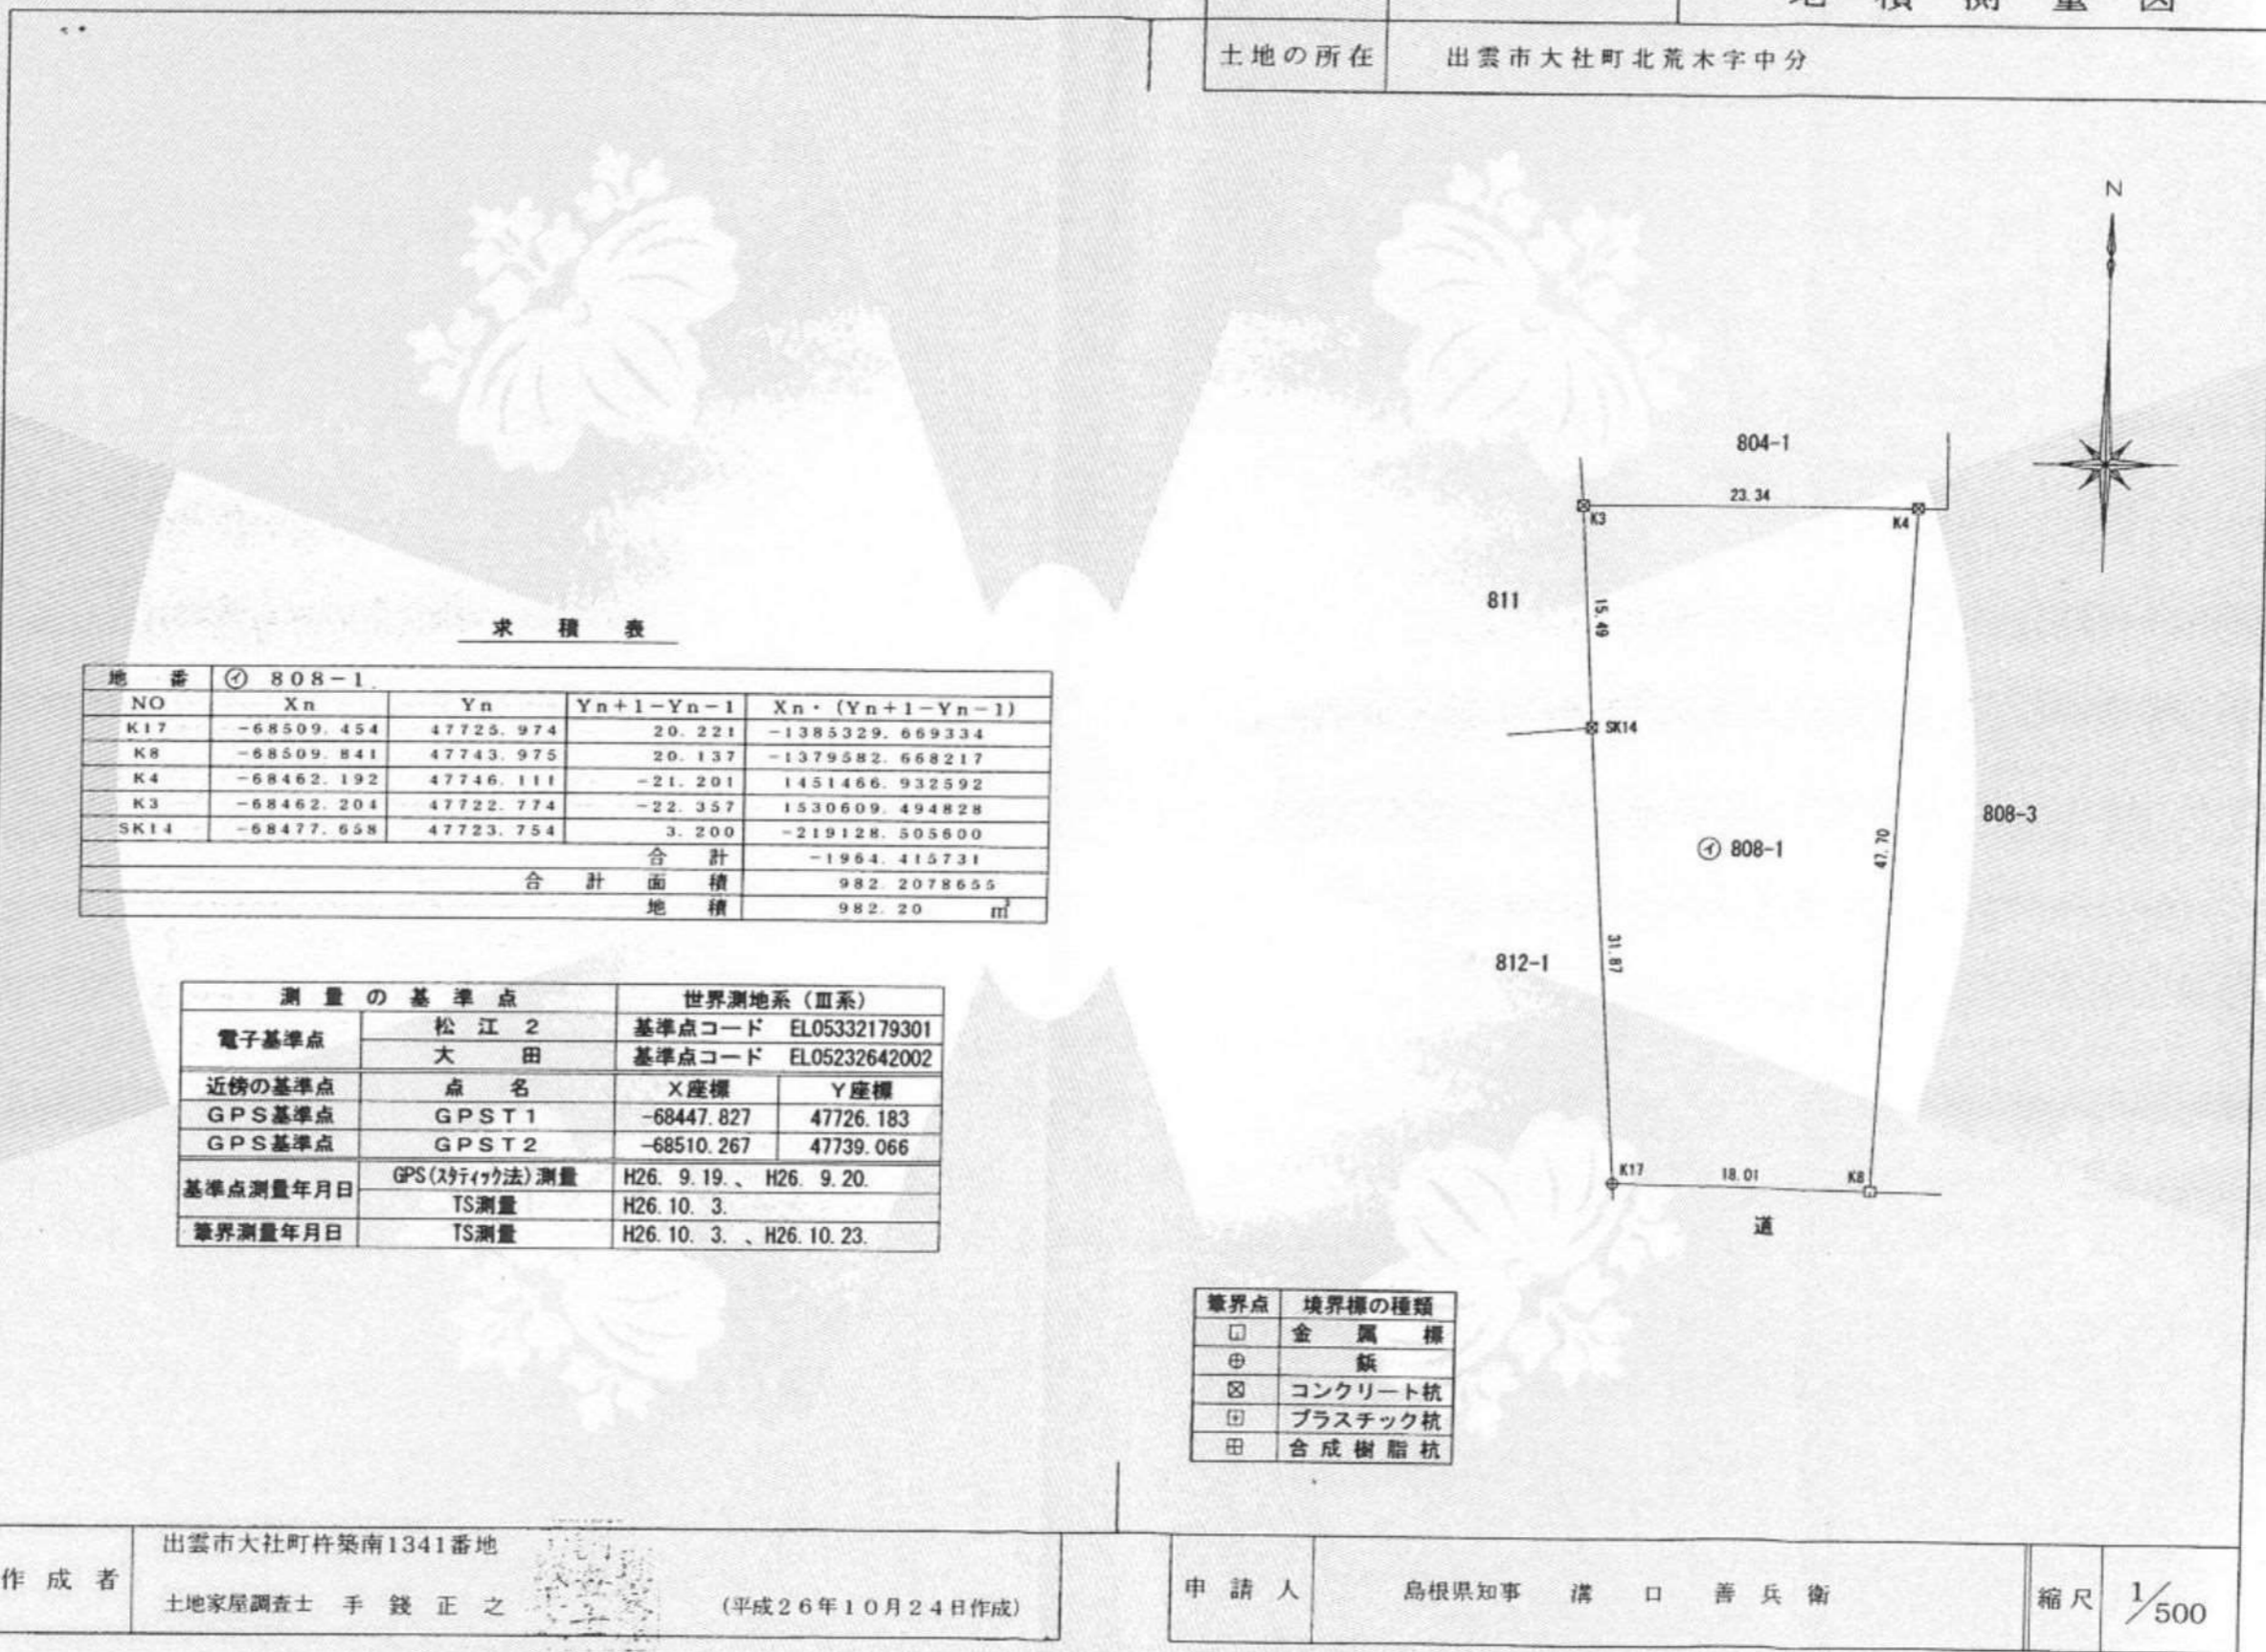 地積測量図
土地の所在 出雲市大社町北荒木字中分
N
804-1
23.34
K3 K4
811
15.49
SK14
808-3
㋑ 808-1
47.70
812-1
31.87
K17 18.01 K8
道
求積表
地番 ㋑ 808-1
NO Xn Yn Yn+1-Yn-1 Xn・(Yn+1-Yn-1)
K17 -68509.454 47725.974 20.221 -1385329.669334
K8 -68509.841 47743.975 20.137 -1379582.668217
K4 -68462.192 47746.111 -21.201 1451466.932592
K3 -68462.204 47722.774 -22.357 1530609.494828
SK14 -68477.658 47723.754 3.200 -219128.505600
合計 -1964.415731
合計面積 982.2078655
地積 982.20 ㎡
測量の基準点 世界測地系(Ⅲ系)
電子基準点 松江2 基準点コード EL05332179301
大田 基準点コード EL05232642002
近傍の基準点 点名 X座標 Y座標
GPS基準点 GPST1 -68447.827 47726.183
GPS基準点 GPST2 -68510.267 47739.066
基準点測量年月日 GPS(スタティック法)測量 H26. 9.19.、 H26. 9.20.
TS測量 H26.10. 3.
筆界測量年月日 TS測量 H26.10. 3. 、H26.10.23.
筆界点 境界標の種類
金属標
鋲
コンクリート杭
プラスチック杭
合成樹脂杭
作成者 出雲市大社町杵築南1341番地
土地家屋調査士 手錢正之 (平成26年10月24日作成)
申請人 島根県知事 溝口善兵衛
縮尺 1/500